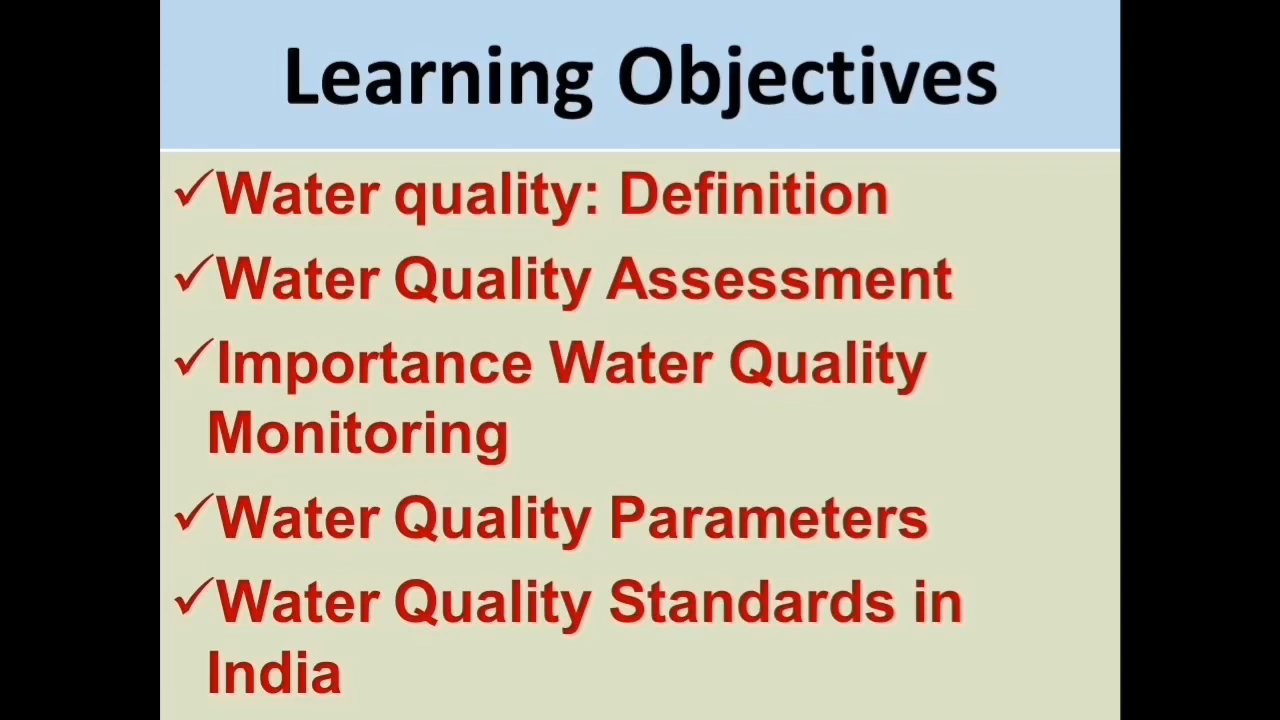 Learning Objectives
✓Water quality: Definition
✓Water Quality Assessment
✓Importance Water Quality
Monitoring
✓Water Quality Parameters
✓Water Quality Standards in
India